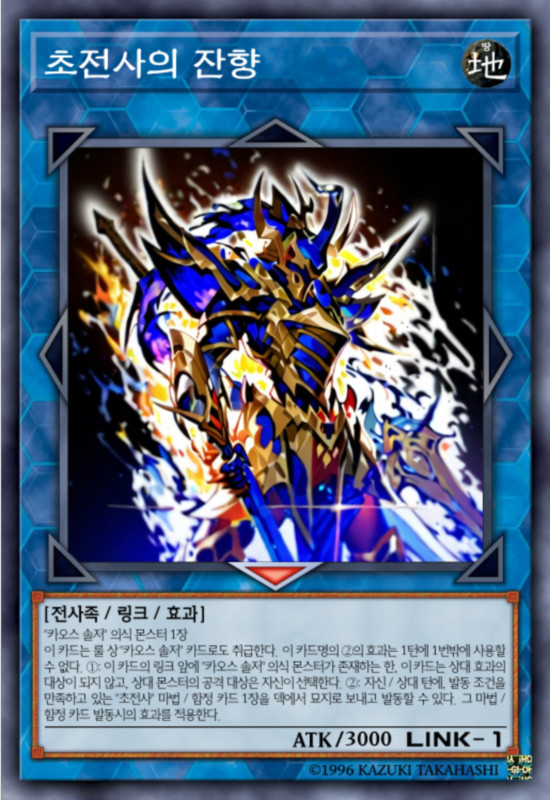 초전사의 잔향
땅
地
[전사족 / 링크 / 효과]
"카오스 솔저" 의식 몬스터 1장
이 카드는 룰 상 "카오스 솔저" 카드로도 취급한다. 이 카드명의 ②의 효과는 1턴에 1번밖에 사용할
수 없다. ①: 이 카드의 링크 앞에 "카오스 솔저" 의식 몬스터가 존재하는 한, 이 카드는 상대 효과의
대상이 되지 않고, 상대 몬스터의 공격 대상은 자신이 선택한다. ②: 자신 / 상대 턴에, 발동 조건을
만족하고 있는 "초전사" 마법 / 함정 카드 1장을 덱에서 묘지로 보내고 발동할 수 있다. 그 마법 /
함정 카드 발동시의 효과를 적용한다.
ATK/3000 LINK-1
©1996 KAZUKI TAKAHASHI